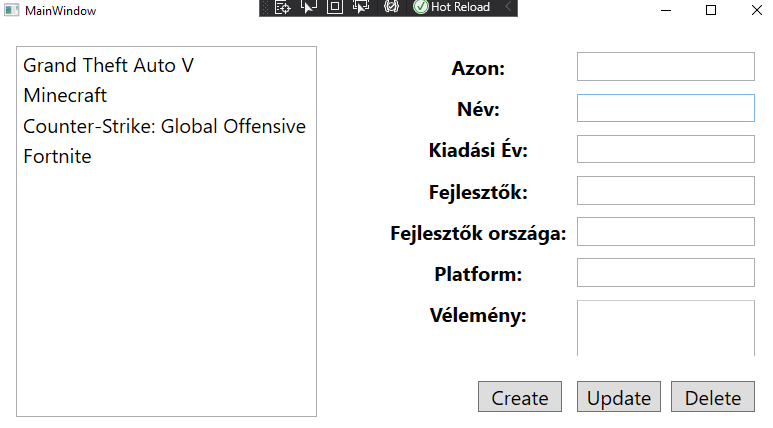 MainWindow
Hot Reload
Grand Theft Auto V
Minecraft
Counter-Strike: Global Offensive
Fortnite
Azon:
Név:
Kiadási Év:
Fejlesztők:
Fejlesztők országa:
Platform:
Vélemény:
Create
Update
Delete